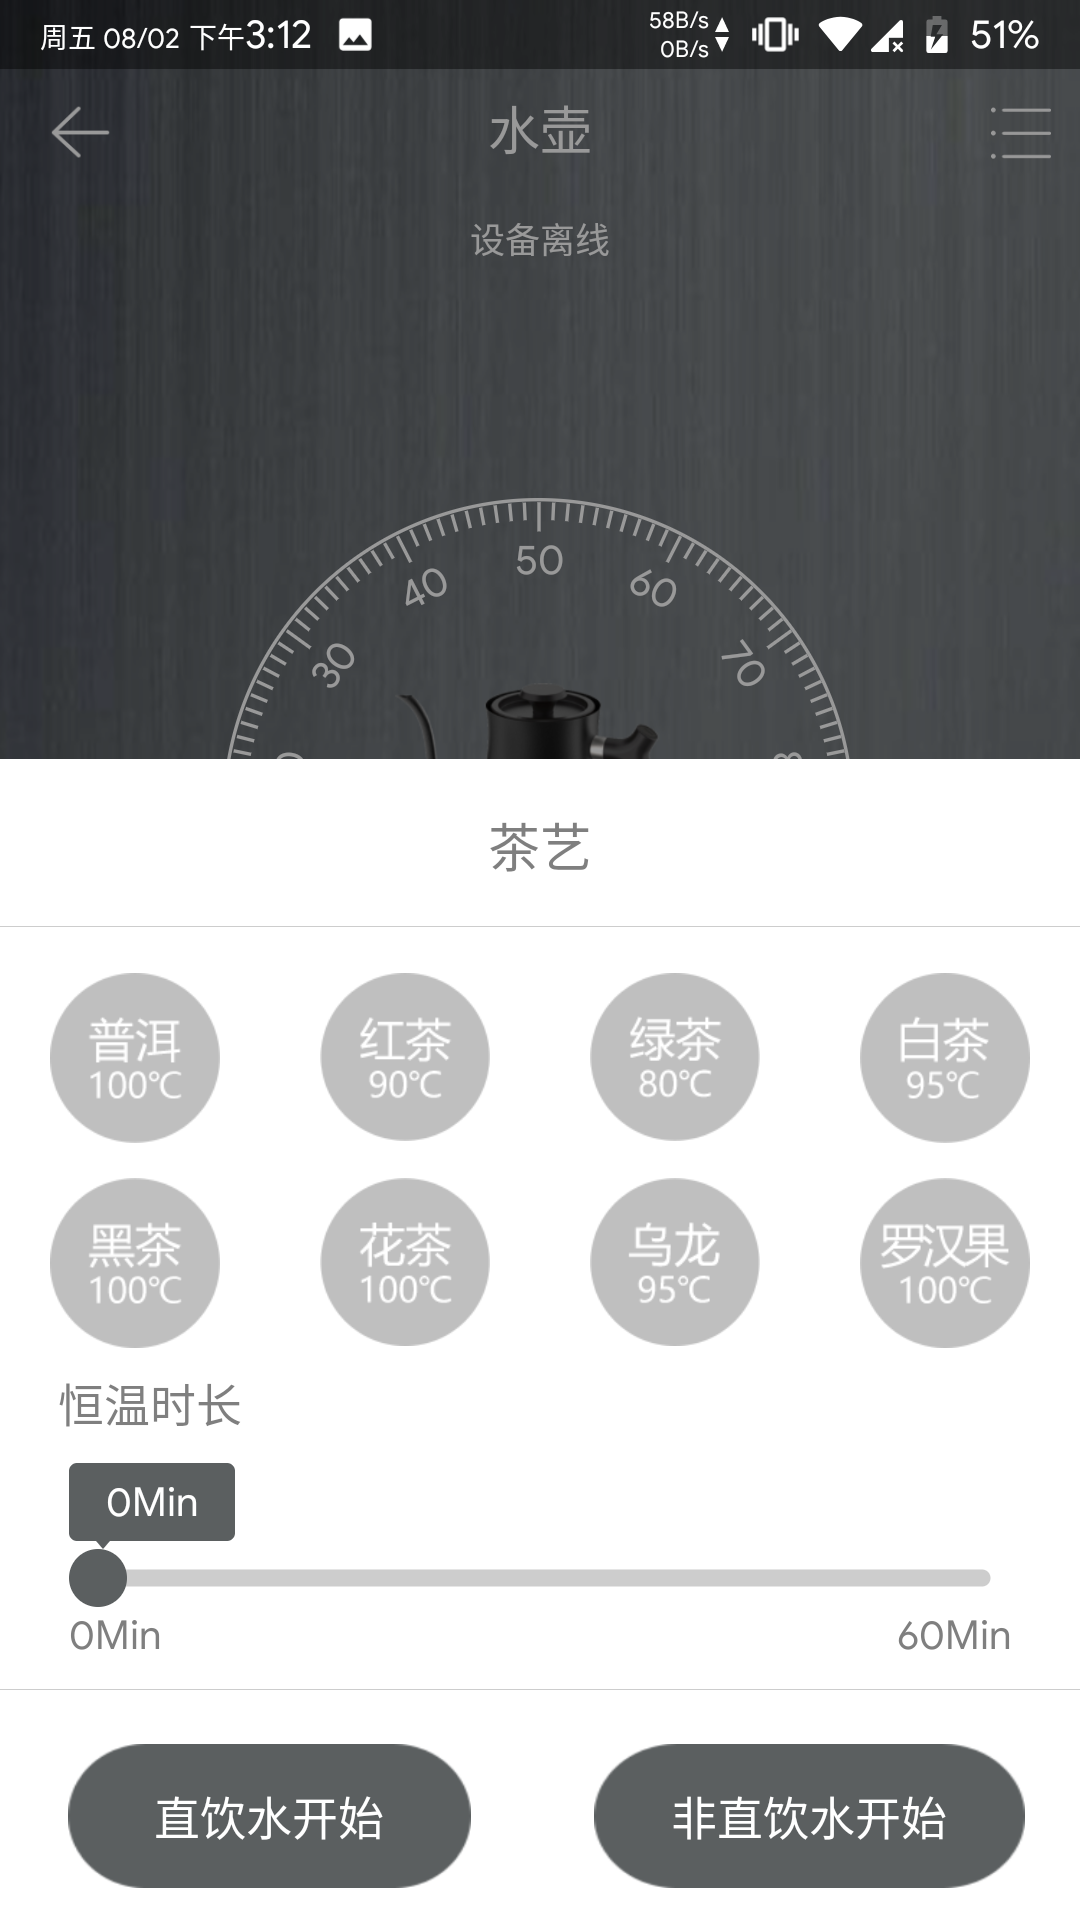 周五 08/02 下午3:12
58B/s
0B/s
51%
水壶
设备离线
50
40
60
30
70
茶艺
普洱
100℃
红茶
90℃
绿茶
80℃
白茶
95℃
黑茶
100℃
花茶
100℃
乌龙
95℃
罗汉果
100℃
恒温时长
0Min
0Min
60Min
直饮水开始
非直饮水开始